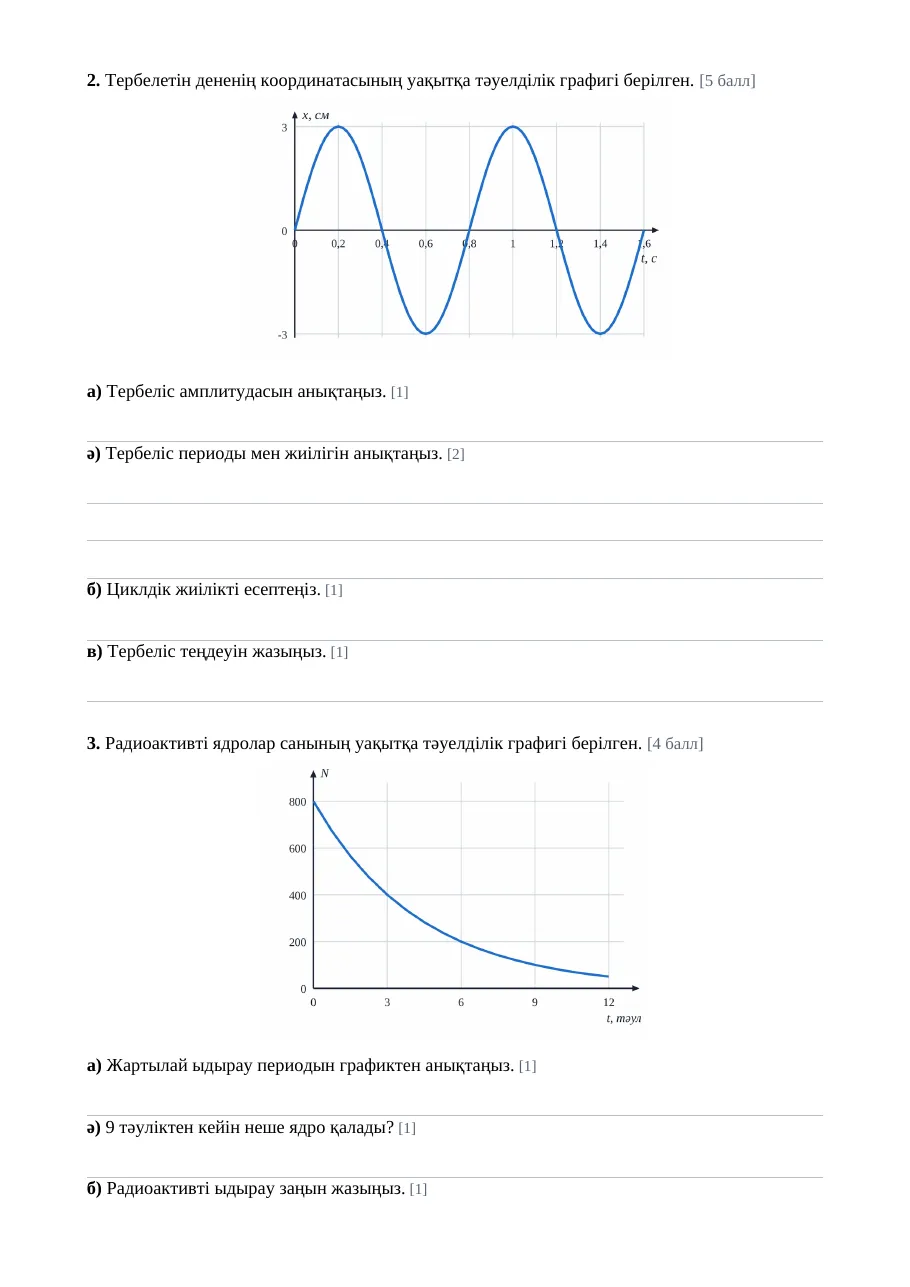 2. Тербелетін дененің координатасының уақытқа тәуелділік графигі берілген. [5 балл]
x, см
3
0
0 0,2 0,4 0,6 0,8 1 1,2 1,4 1,6
t, с
-3
а) Тербеліс амплитудасын анықтаңыз. [1]
ә) Тербеліс периоды мен жиілігін анықтаңыз. [2]
б) Циклдік жиілікті есептеңіз. [1]
в) Тербеліс теңдеуін жазыңыз. [1]
3. Радиоактивті ядролар санының уақытқа тәуелділік графигі берілген. [4 балл]
N
800
600
400
200
0
0 3 6 9 12
t, тәул
а) Жартылай ыдырау периодын графиктен анықтаңыз. [1]
ә) 9 тәуліктен кейін неше ядро қалады? [1]
б) Радиоактивті ыдырау заңын жазыңыз. [1]